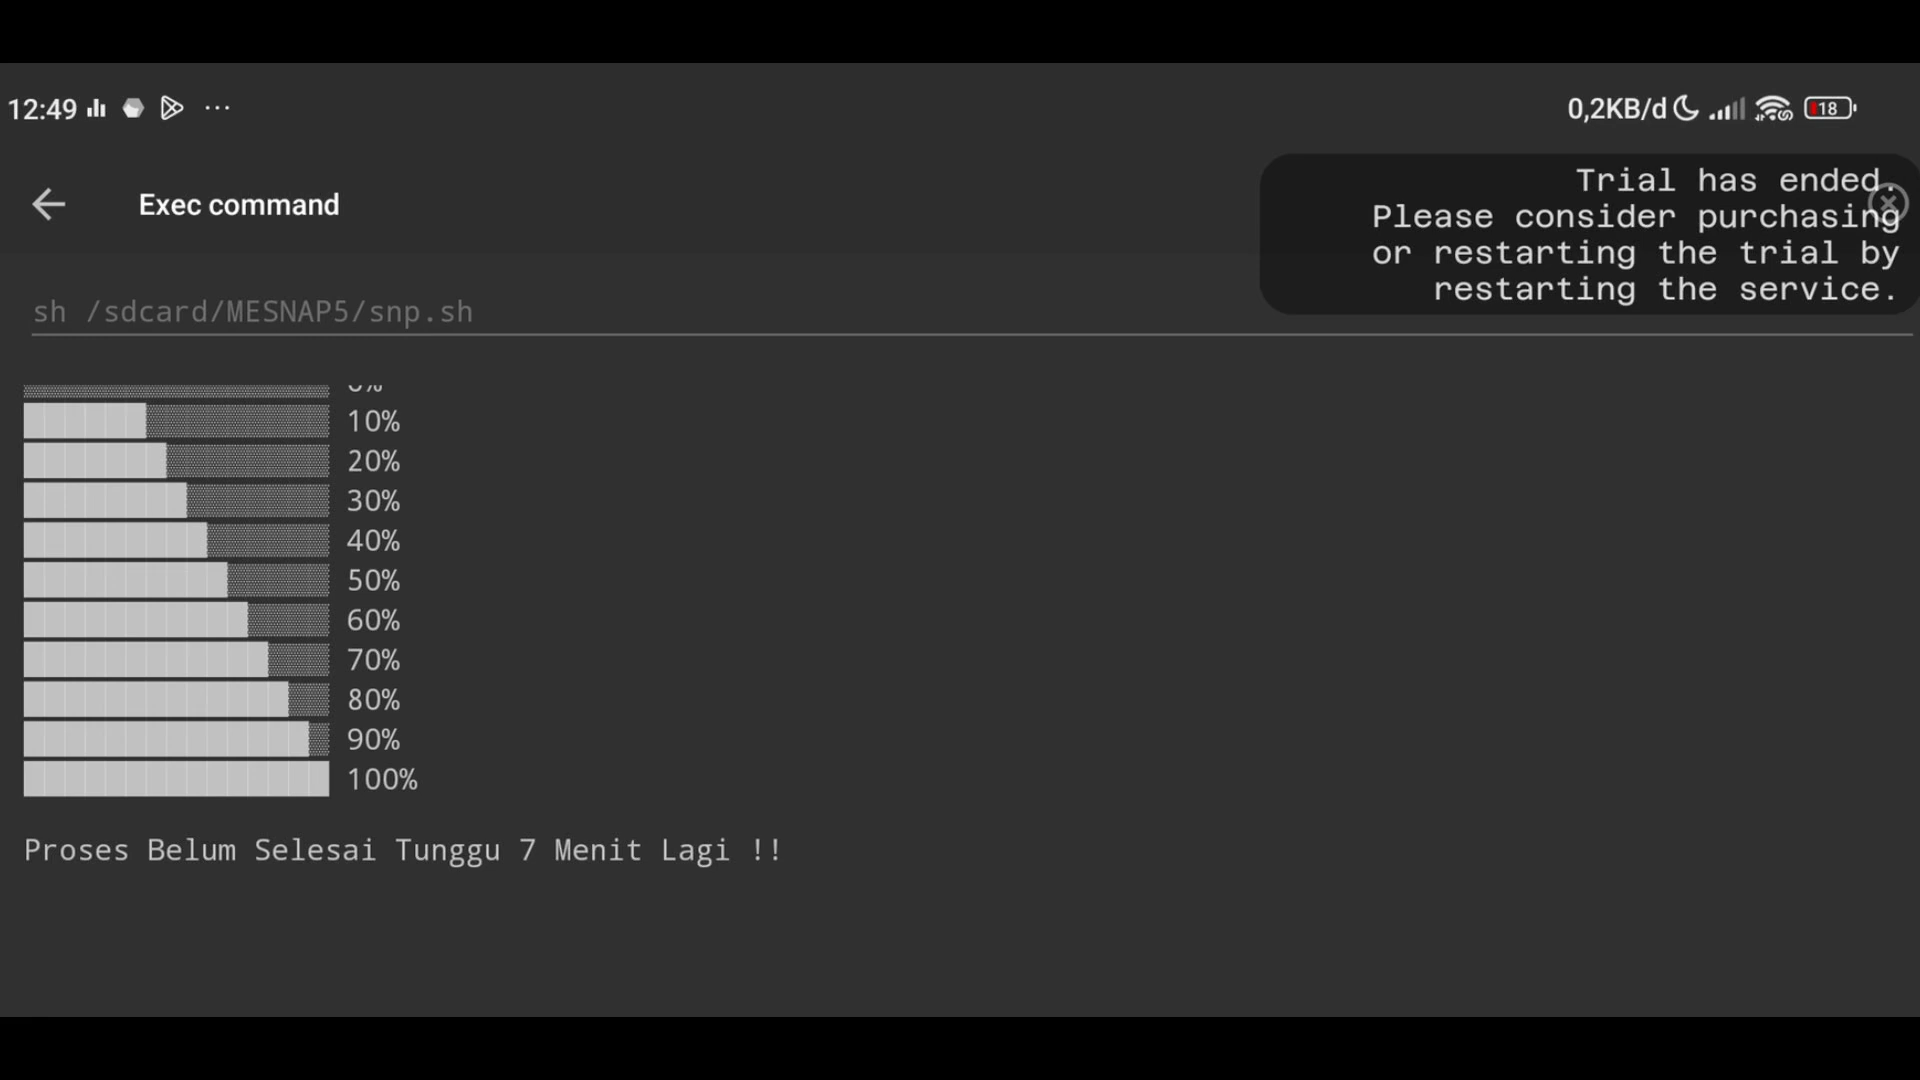 12:49
0,2KB/d
18
Exec command
Trial has ended.
Please consider purchasing
or restarting the trial by
restarting the service.
sh /sdcard/MESNAP5/snp.sh
10%
20%
30%
40%
50%
60%
70%
80%
90%
100%
Proses Belum Selesai Tunggu 7 Menit Lagi !!